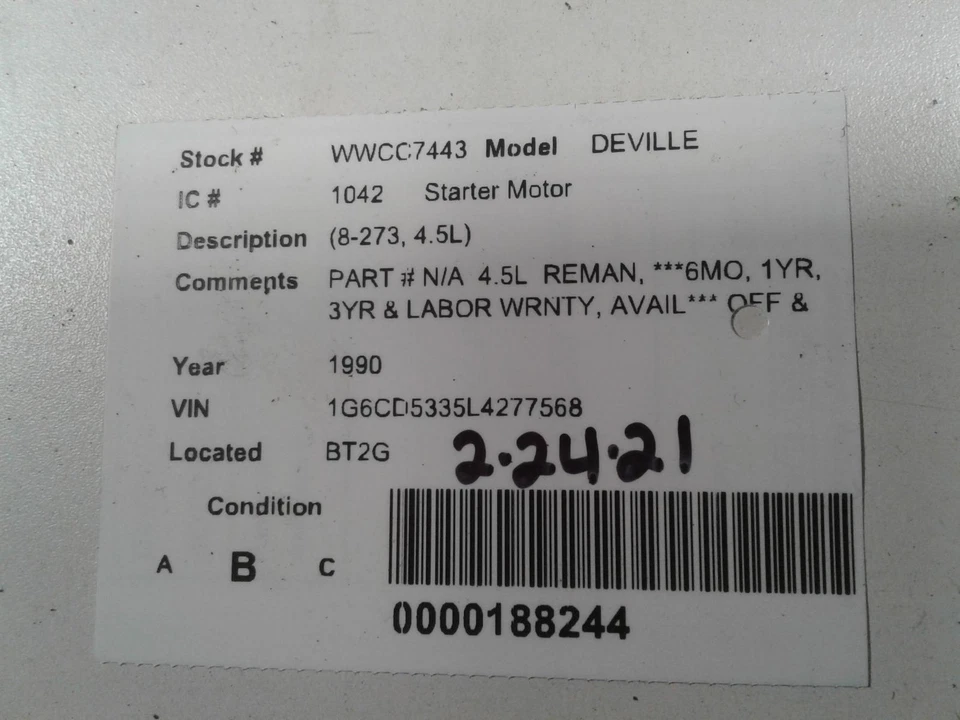 Stock # WWCC7443 Model DEVILLE
IC # 1042 Starter Motor
Description (8-273, 4.5L)
Comments PART # N/A 4.5L REMAN, ***6MO, 1YR,
3YR & LABOR WRNTY, AVAIL*** OFF &
Year 1990
VIN 1G6CD5335L4277568
Located BT2G
2.24.21
Condition
A B C
0000188244